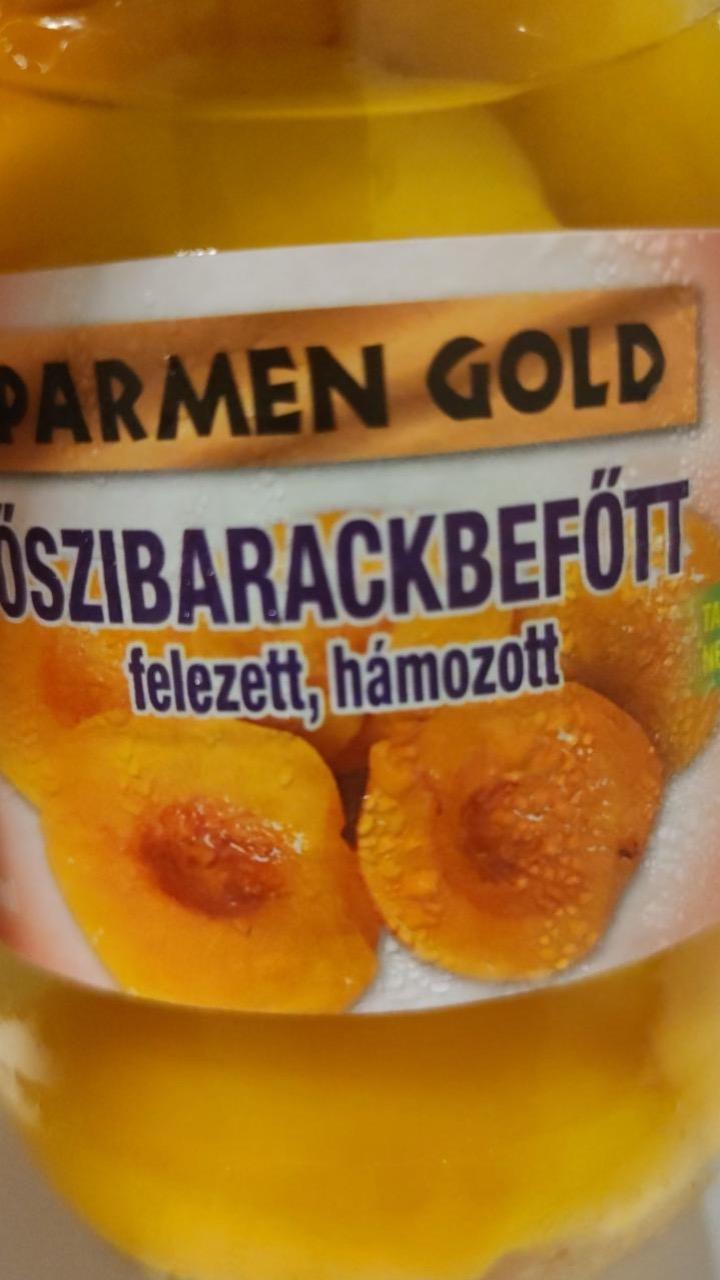 PARMEN GOLD
ŐSZIBARACKBEFŐTT
felezett, hámozott